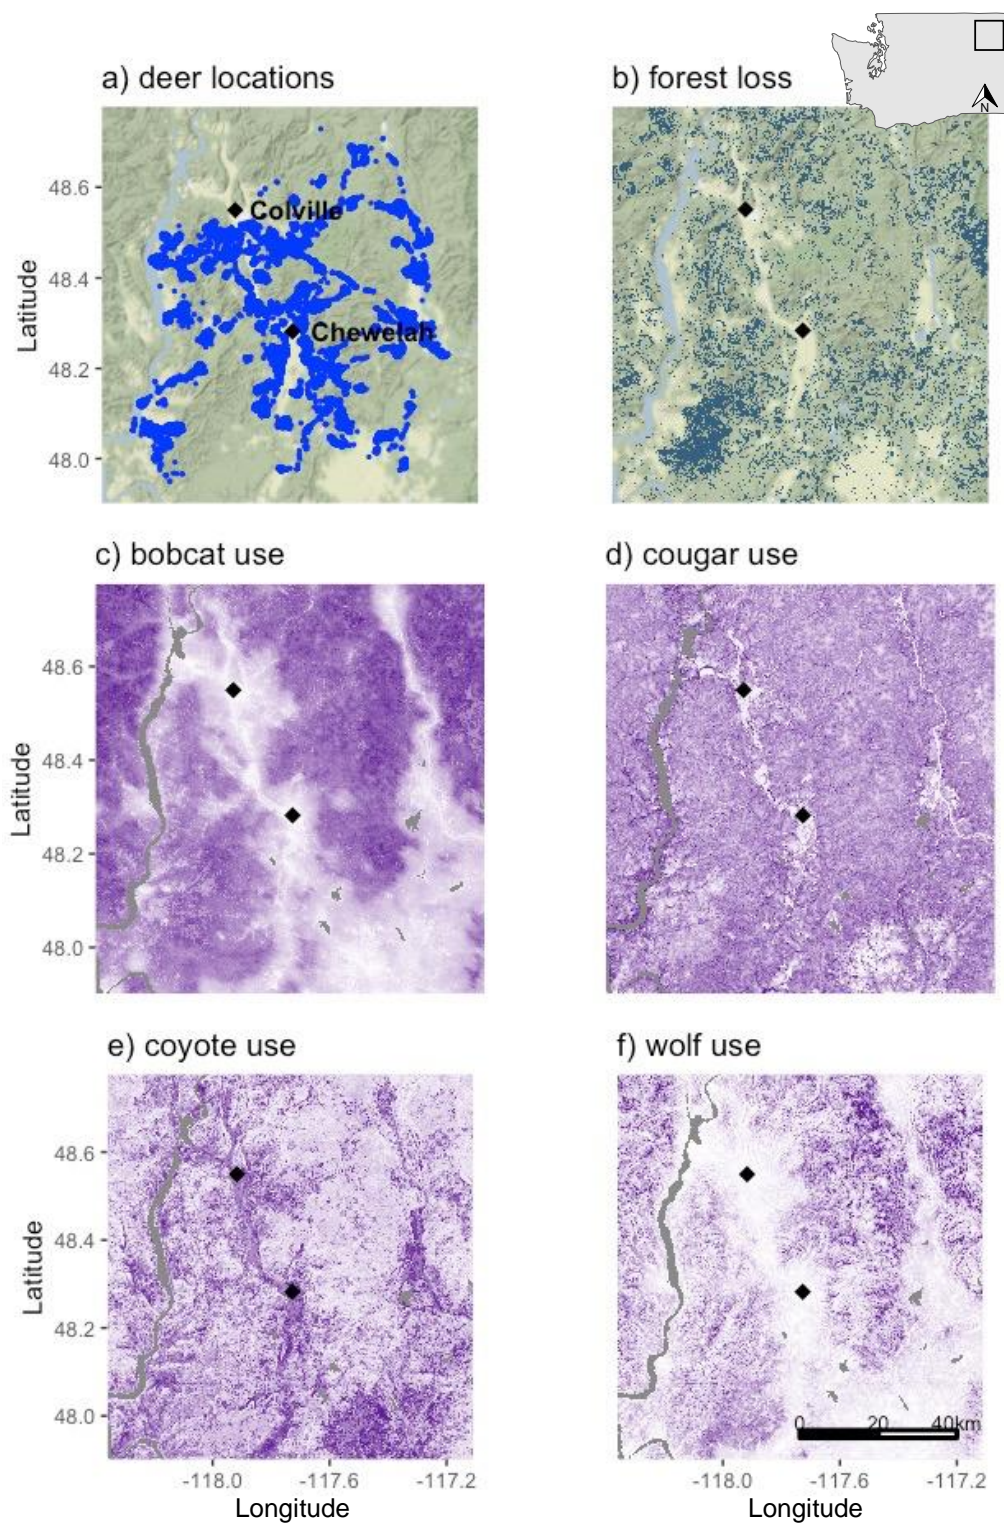 N
a) deer locations
b) forest loss
Latitude
48.6
48.4
48.2
48.0
Colville
Chewelah
c) bobcat use
d) cougar use
Latitude
48.6
48.4
48.2
48.0
e) coyote use
f) wolf use
Latitude
48.6
48.4
48.2
48.0
0 20 40km
-118.0 -117.6 -117.2
-118.0 -117.6 -117.2
Longitude
Longitude